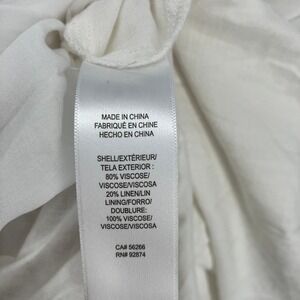 MADE IN CHINA
FABRIQUÉ EN CHINE
HECHO EN CHINA
SHELL/EXTÉRIEUR/
TELA EXTERIOR :
80% VISCOSE/
VISCOSE/VISCOSA
20% LINEN/LIN
LINING/FORRO/
DOUBLURE:
100% VISCOSE/
VISCOSE/VISCOSA
CA# 56266
RN# 92874